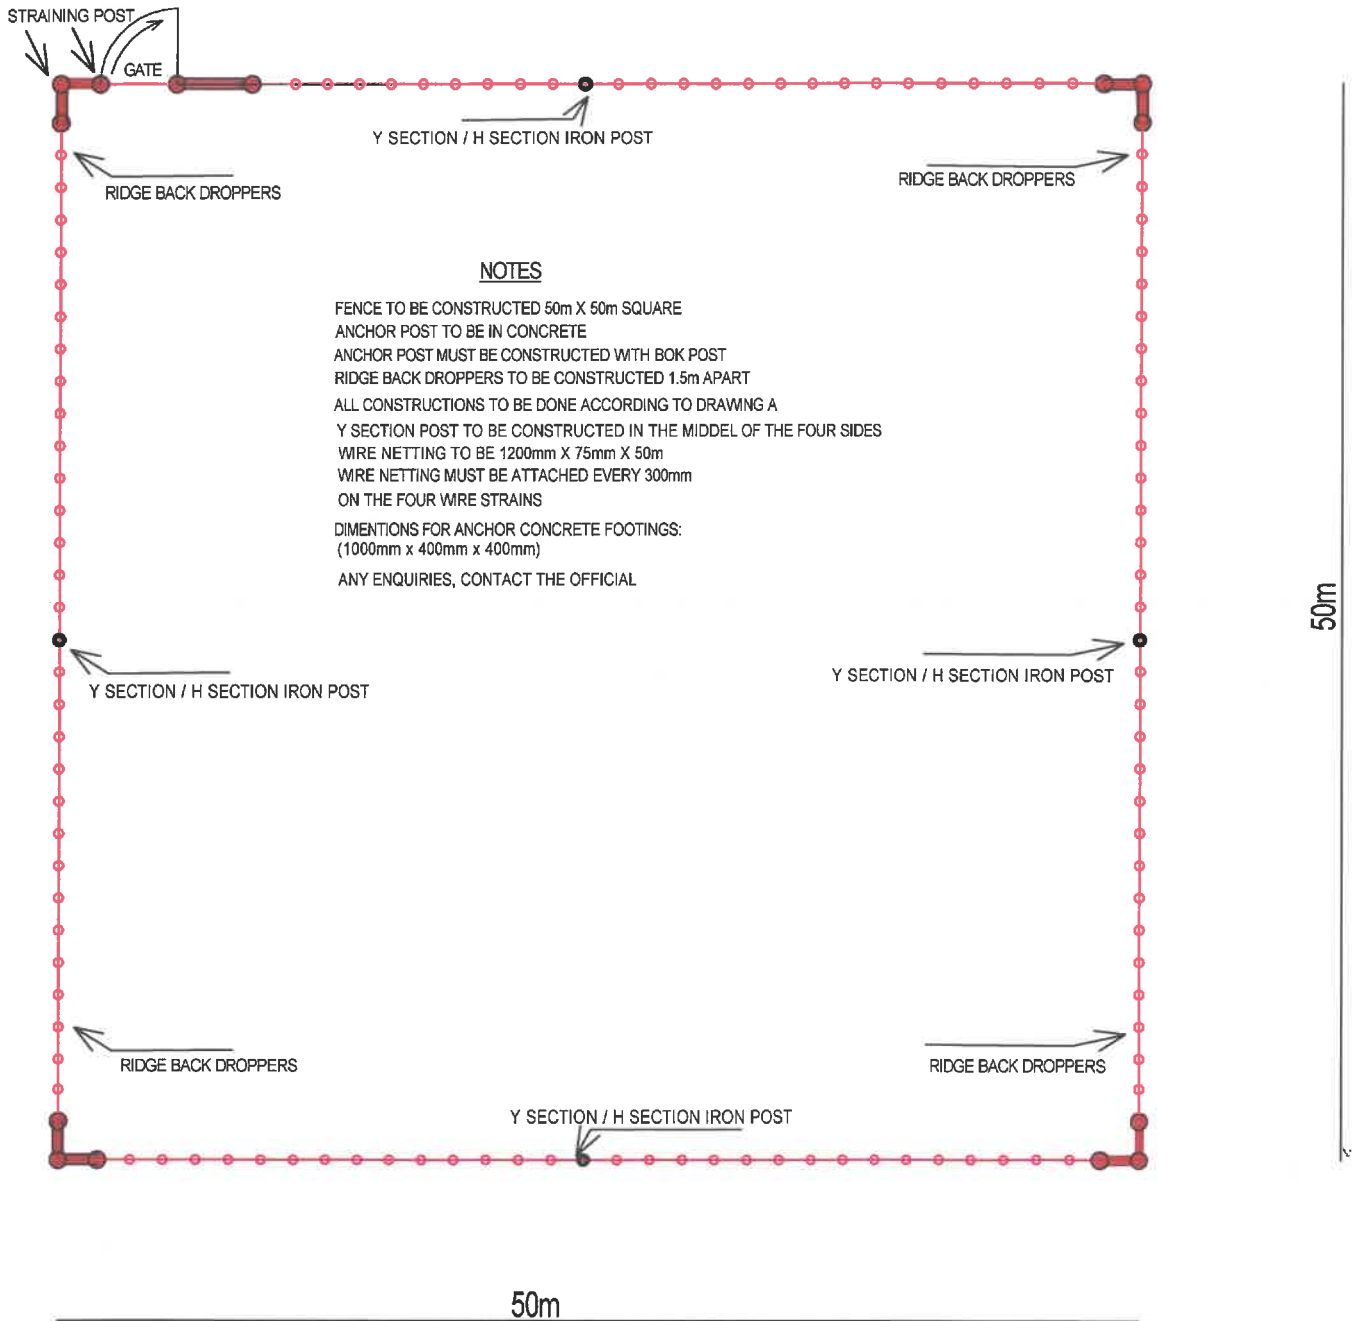 STRAINING POST
GATE
Y SECTION / H SECTION IRON POST
RIDGE BACK DROPPERS
RIDGE BACK DROPPERS
NOTES
FENCE TO BE CONSTRUCTED 50m X 50m SQUARE
ANCHOR POST TO BE IN CONCRETE
ANCHOR POST MUST BE CONSTRUCTED WITH BOK POST
RIDGE BACK DROPPERS TO BE CONSTRUCTED 1.5m APART
ALL CONSTRUCTIONS TO BE DONE ACCORDING TO DRAWING A
Y SECTION POST TO BE CONSTRUCTED IN THE MIDDEL OF THE FOUR SIDES
WIRE NETTING TO BE 1200mm X 75mm X 50m
WIRE NETTING MUST BE ATTACHED EVERY 300mm
ON THE FOUR WIRE STRAINS
DIMENTIONS FOR ANCHOR CONCRETE FOOTINGS:
(1000mm x 400mm x 400mm)
ANY ENQUIRIES, CONTACT THE OFFICIAL
50m
Y SECTION / H SECTION IRON POST
Y SECTION / H SECTION IRON POST
RIDGE BACK DROPPERS
RIDGE BACK DROPPERS
Y SECTION / H SECTION IRON POST
50m